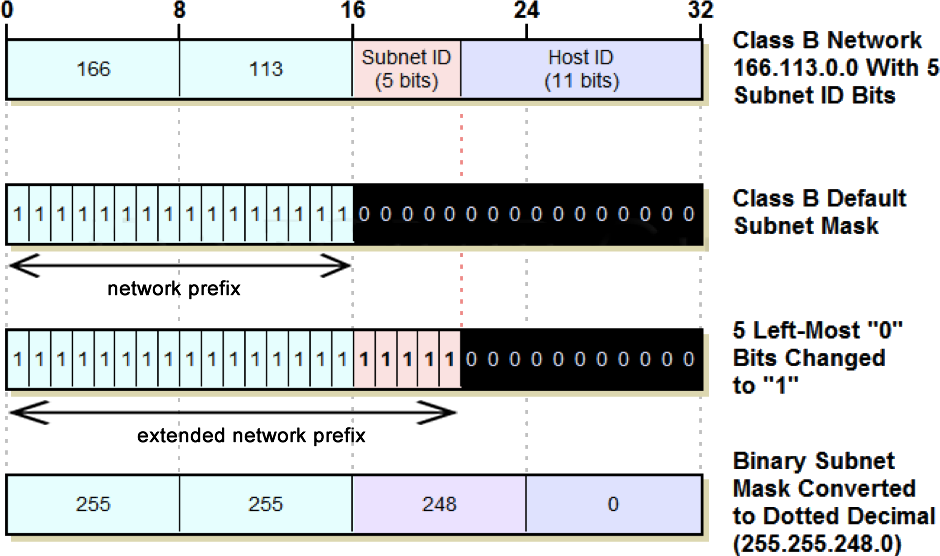 0 8 16 24 32
166 113 Subnet ID
(5 bits) Host ID
(11 bits)
Class B Network
166.113.0.0 With 5
Subnet ID Bits
1 1 1 1 1 1 1 1 1 1 1 1 1 1 1 1 0 0 0 0 0 0 0 0 0 0 0 0 0 0 0 0
Class B Default
Subnet Mask
network prefix
1 1 1 1 1 1 1 1 1 1 1 1 1 1 1 1 1 1 1 1 1 0 0 0 0 0 0 0 0 0 0 0
5 Left-Most "0"
Bits Changed
to "1"
extended network prefix
255 255 248 0
Binary Subnet
Mask Converted
to Dotted Decimal
(255.255.248.0)